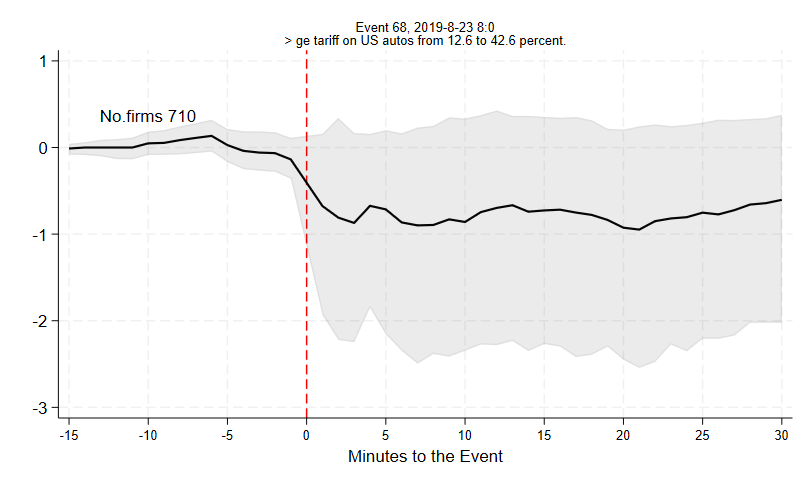 Event 68, 2019-8-23 8:0
> ge tariff on US autos from 12.6 to 42.6 percent.
No.firms 710
1
0
-1
-2
-3
-15 -10 -5 0 5 10 15 20 25 30
Minutes to the Event